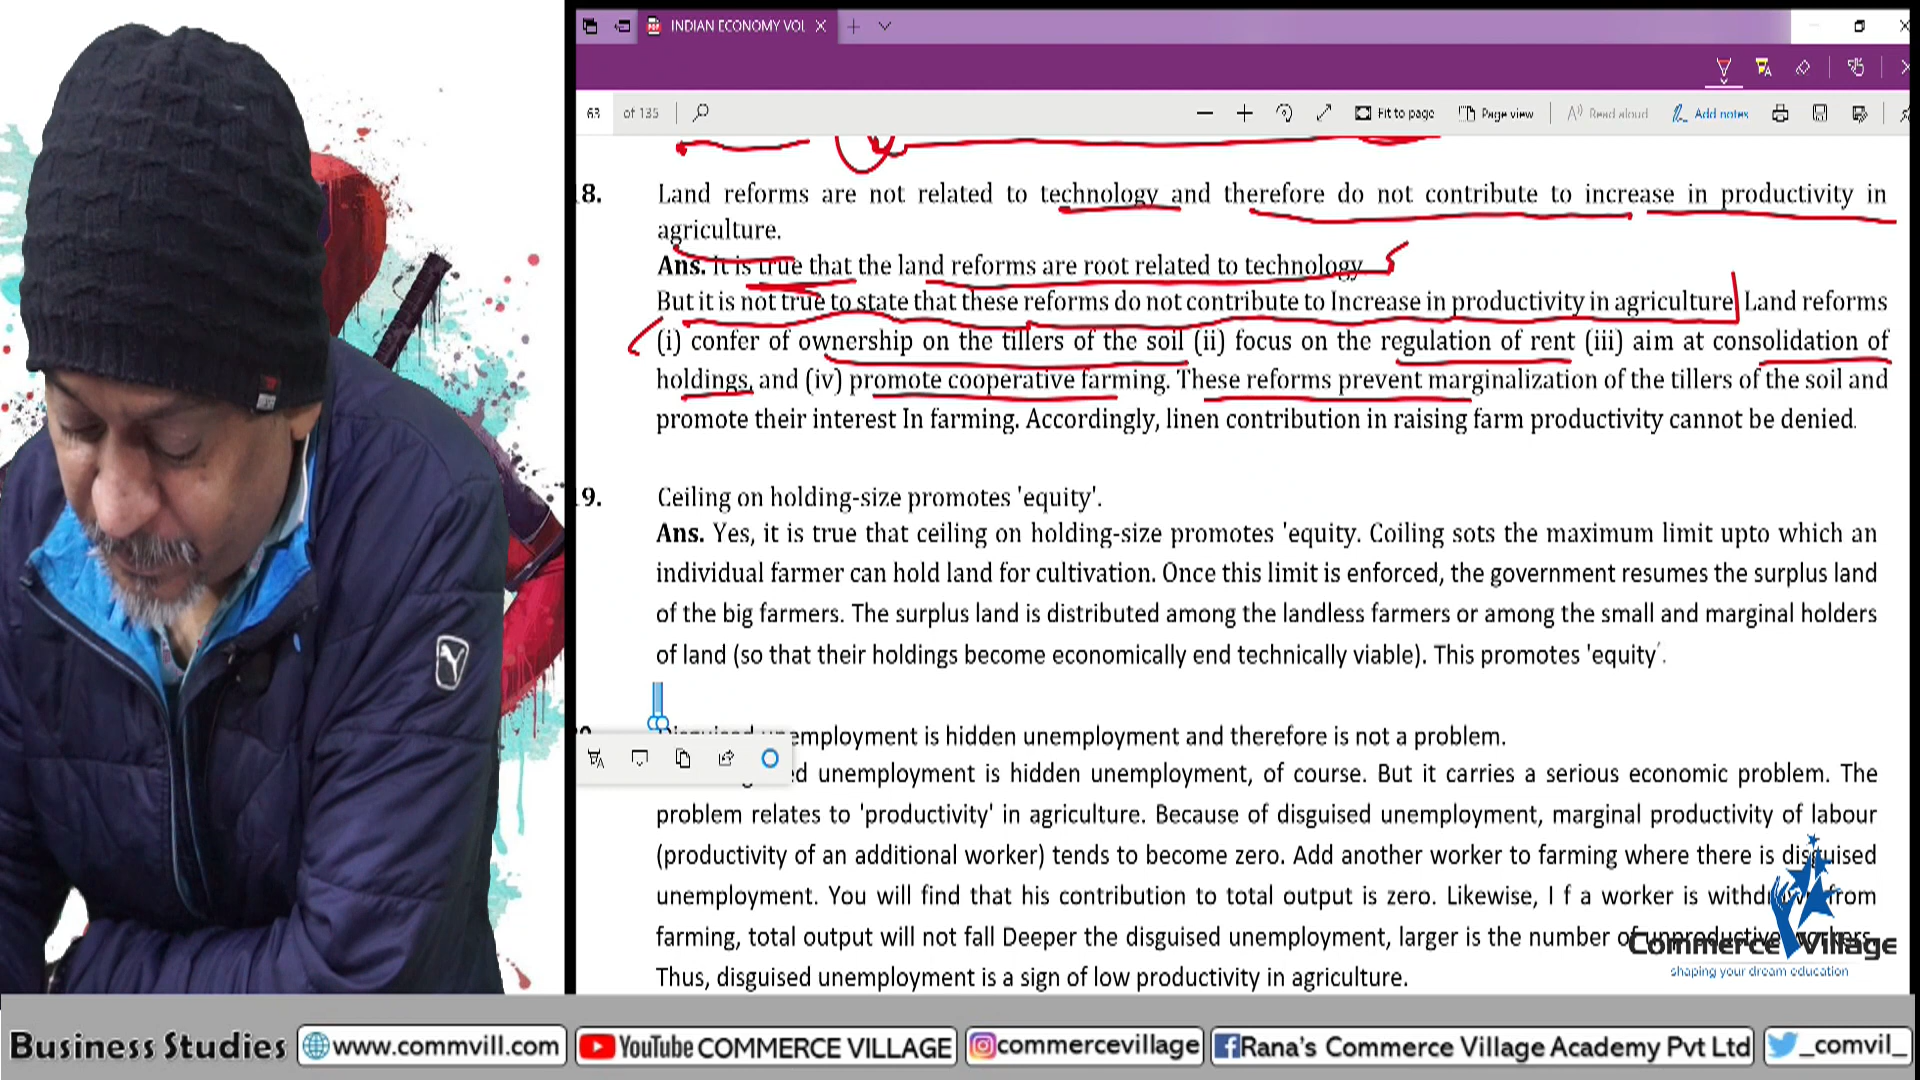 INDIAN ECONOMY VOL
63 of 135
Fit to page
Page view
Read aloud
Add notes
8. Land reforms are not related to technology and therefore do not contribute to increase in productivity in
agriculture.
Ans. it is true that the land reforms are root related to technology
But it is not true to state that these reforms do not contribute to Increase in productivity in agriculture Land reforms
(i) confer of ownership on the tillers of the soil (ii) focus on the regulation of rent (iii) aim at consolidation of
holdings, and (iv) promote cooperative farming. These reforms prevent marginalization of the tillers of the soil and
promote their interest In farming. Accordingly, linen contribution in raising farm productivity cannot be denied.
9. Ceiling on holding-size promotes 'equity'.
Ans. Yes, it is true that ceiling on holding-size promotes 'equity. Coiling sots the maximum limit upto which an
individual farmer can hold land for cultivation. Once this limit is enforced, the government resumes the surplus land
of the big farmers. The surplus land is distributed among the landless farmers or among the small and marginal holders
of land (so that their holdings become economically end technically viable). This promotes 'equity'.
unemployment is hidden unemployment and therefore is not a problem.
unemployment is hidden unemployment, of course. But it carries a serious economic problem. The
problem relates to 'productivity' in agriculture. Because of disguised unemployment, marginal productivity of labour
(productivity of an additional worker) tends to become zero. Add another worker to farming where there is disguised
unemployment. You will find that his contribution to total output is zero. Likewise, I f a worker is withdrawn from
farming, total output will not fall Deeper the disguised unemployment, larger is the number of unproductive workers.
Thus, disguised unemployment is a sign of low productivity in agriculture.
Commerce Village
shaping your dream education
Business Studies
www.commvill.com
YouTube COMMERCE VILLAGE
commercevillage
Rana's Commerce Village Academy Pvt Ltd
_comvil_